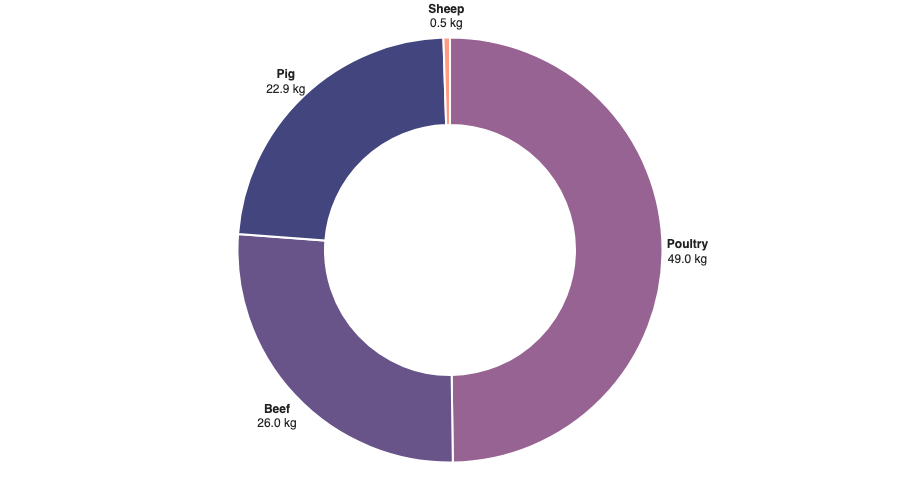 Sheep
0.5 kg
Pig
22.9 kg
Poultry
49.0 kg
Beef
26.0 kg